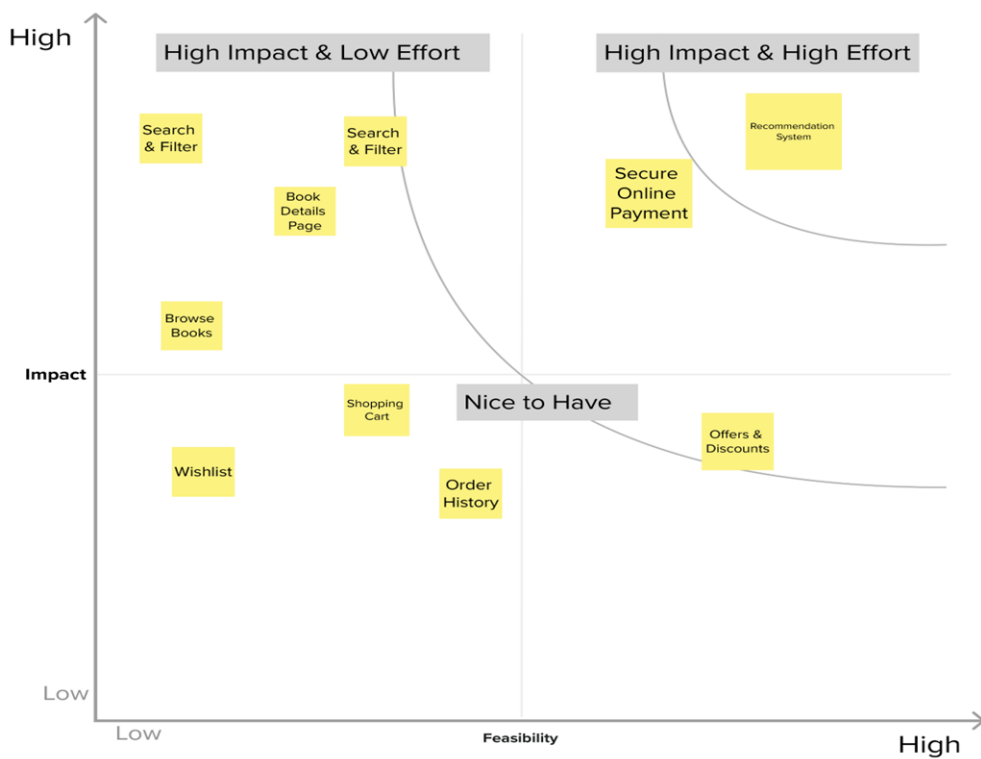 High
High Impact & Low Effort
High Impact & High Effort
Search
& Filter
Search
& Filter
Recommendation
System
Book
Details
Page
Secure
Online
Payment
Browse
Books
Impact
Shopping
Cart
Nice to Have
Offers &
Discounts
Wishlist
Order
History
Low
Low
Feasibility
High